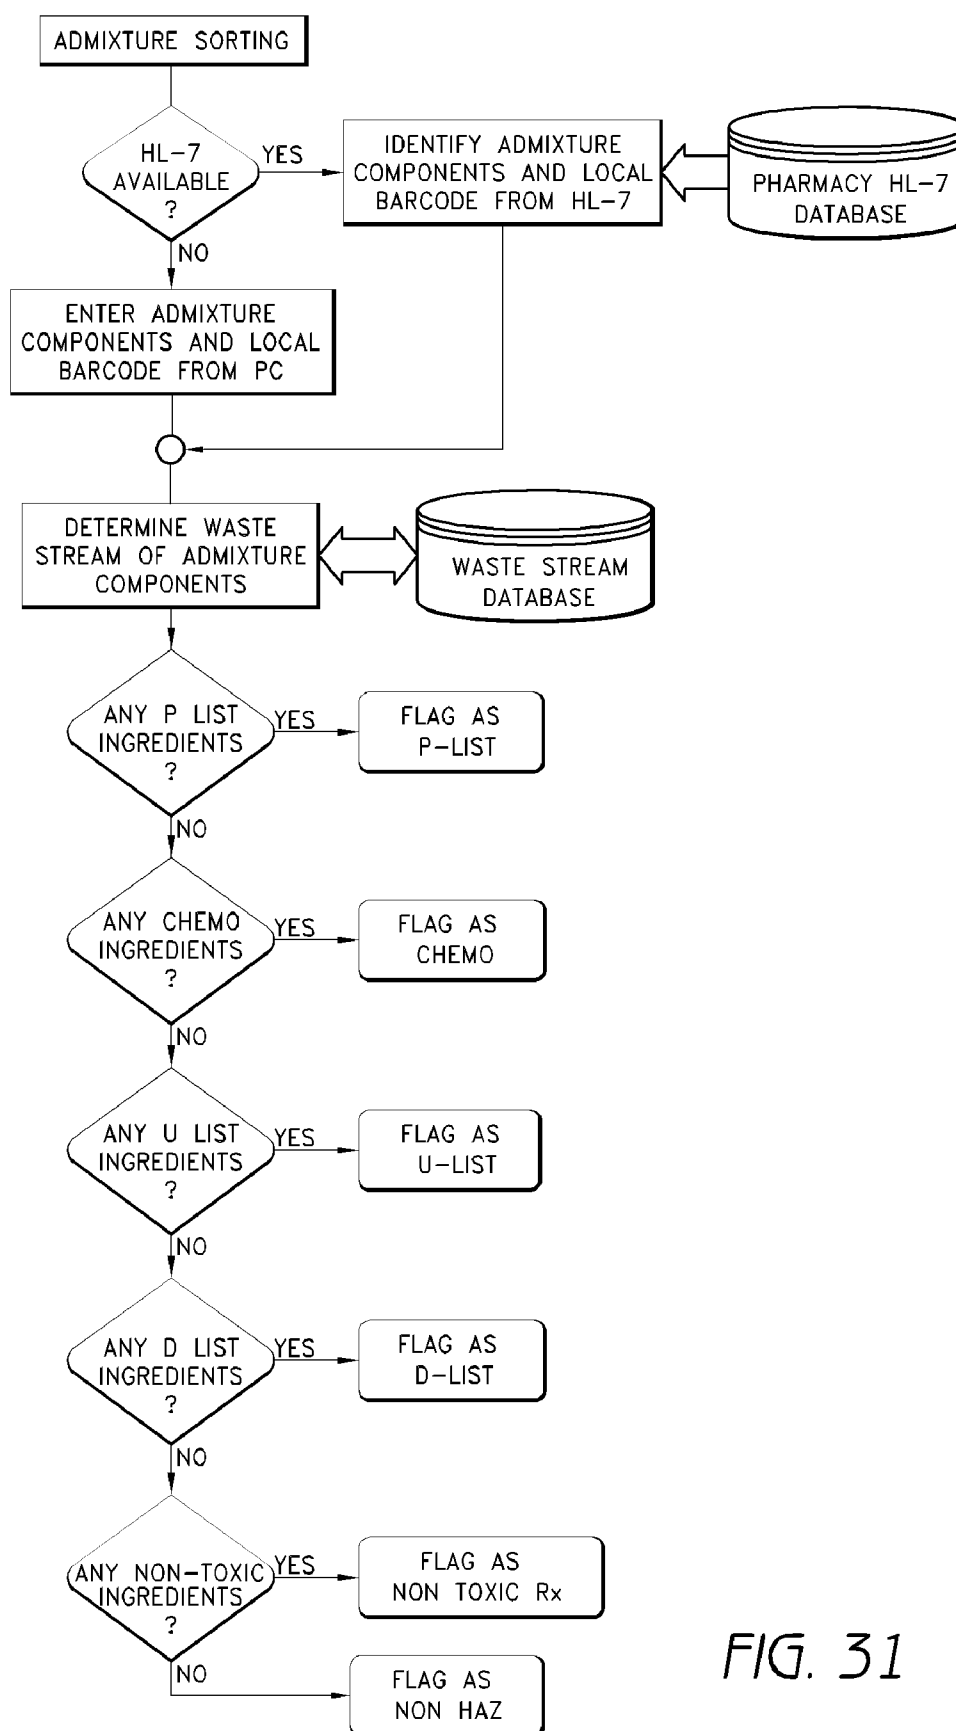 ADMIXTURE SORTING
HL-7
AVAILABLE
?
YES
NO
IDENTIFY ADMIXTURE
COMPONENTS AND LOCAL
BARCODE FROM HL-7
PHARMACY HL-7
DATABASE
ENTER ADMIXTURE
COMPONENTS AND LOCAL
BARCODE FROM PC
DETERMINE WASTE
STREAM OF ADMIXTURE
COMPONENTS
WASTE STREAM
DATABASE
ANY P LIST
INGREDIENTS
?
YES
NO
FLAG AS
P-LIST
ANY CHEMO
INGREDIENTS
?
YES
NO
FLAG AS
CHEMO
ANY U LIST
INGREDIENTS
?
YES
NO
FLAG AS
U-LIST
ANY D LIST
INGREDIENTS
?
YES
NO
FLAG AS
D-LIST
ANY NON-TOXIC
INGREDIENTS
?
YES
NO
FLAG AS
NON TOXIC Rx
FLAG AS
NON HAZ
FIG. 31